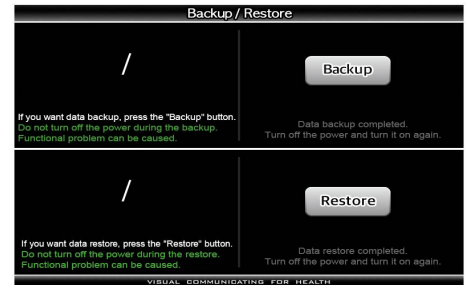 Backup / Restore
/
Backup
If you want data backup, press the "Backup" button.
Do not turn off the power during the backup.
Functional problem can be caused.
Data backup completed.
Turn off the power and turn it on again.
/
Restore
If you want data restore, press the "Restore" button.
Do not turn off the power during the restore.
Functional problem can be caused.
Data restore completed.
Turn off the power and turn it on again.
VISUAL COMMUNICATING FOR HEALTH